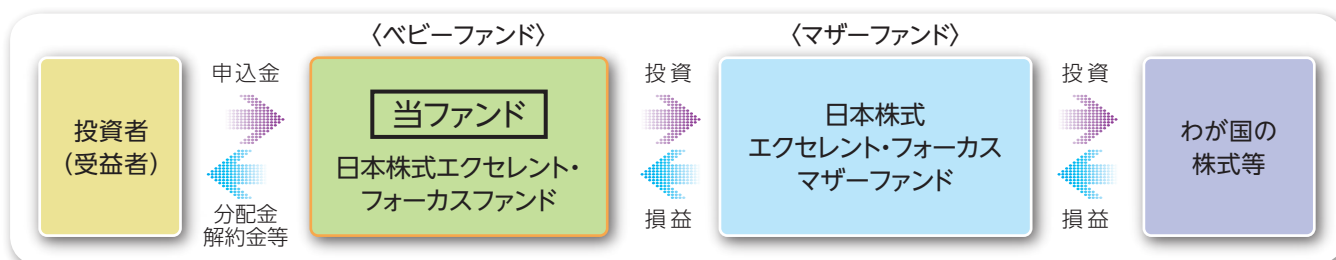 〈ベビーファンド〉
〈マザーファンド〉
投資者
(受益者)
申込金
分配金
解約金等
当ファンド
日本株式エクセレント・
フォーカスファンド
投資
損益
日本株式
エクセレント・フォーカス
マザーファンド
投資
損益
わが国の
株式等